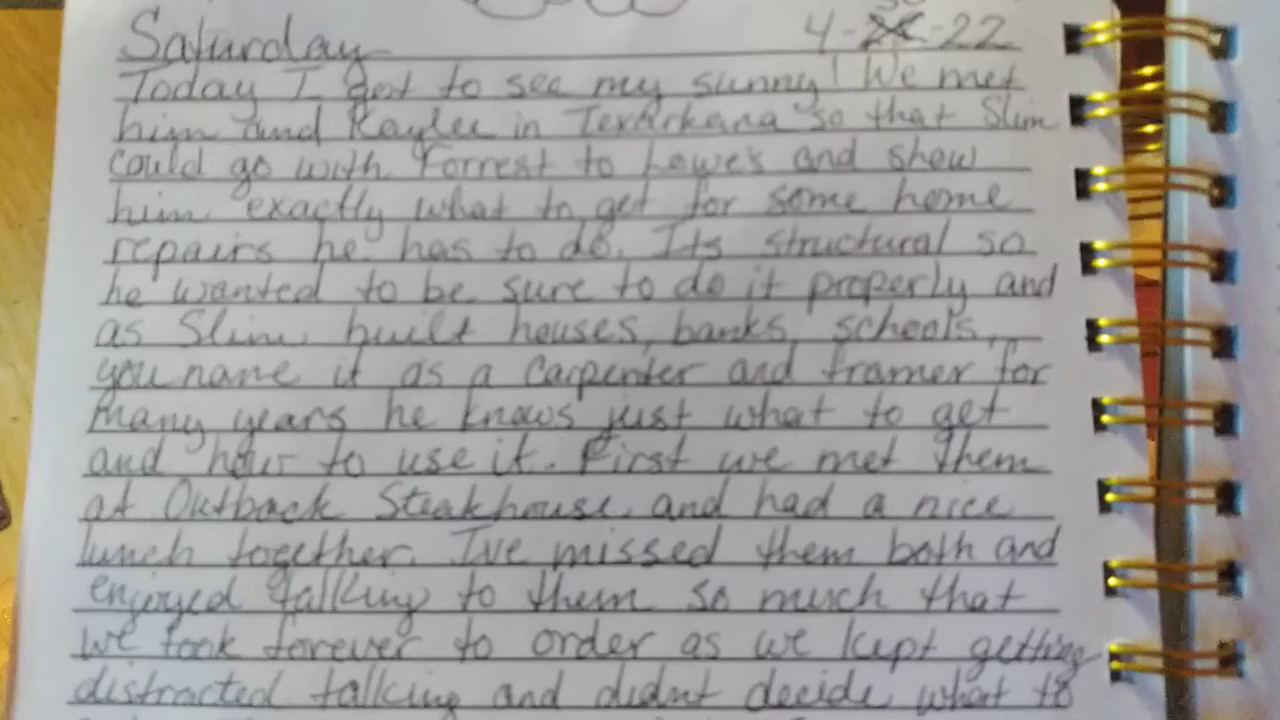 Saturday 4-30-22
Today I got to see my sunny! We met
him and Kaylee in Texarkana so that Slim
could go with Forrest to Lowe's and show
him exactly what to get for some home
repairs he has to do. Its structural so
he wanted to be sure to do it properly and
as Slim built houses, banks, schools,
you name it as a carpenter and framer for
many years he knows just what to get
and how to use it. First we met them
at Outback Steakhouse and had a nice
lunch together. I've missed them both and
enjoyed talking to them so much that
we took forever to order as we kept getting
distracted talking and didnt decide what to